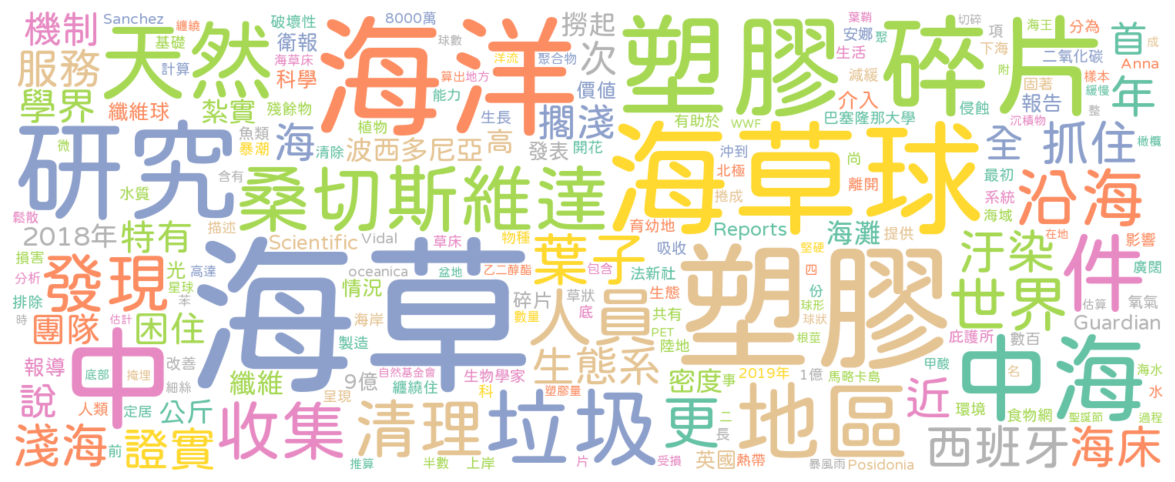 機制 Sanchez 纏繞 破壞性 8000萬 撈起 葉鞘 切碎 海王 分為 首 成
天然 海洋 塑膠 碎片
基礎 衛報 球數 次 安娜 聚 項 下海 二氧化碳 Anna
服務 計算 海草床 科學 算出 地方 洋流 聚合物 能力 價值 生活 減緩 附 固著 樣本 緩慢
學界 纖維球 紮實 殘餘物 植物 生長 擱淺 介入 侵蝕 報告 沉積物 年 整
有助於 WWF 巴塞隆那大學
研究 微 魚類 暴潮 海 清除 波西多尼亞 高 發表 開花 海草球 沖到 北極 尚 離開 全 抓住 橄欖
水質 含有 桑切斯維達 捲成 最初 系統 沿海
鬆散 描述 育幼地 提供 海域 在地
2018年 特有 Scientific Vidal 草床 物種 葉子 吸收 Reports 海灘 汙染 件 影響
損害 分析 光 星球 高達 oceanica 盆地 乙二醇酯 包含 法新社 堅硬 四 廣闊
發現 排除 苯 情況 碎片 草狀 底 生態 份 球形 世界 估算 氧氣
時 估計 海草 數量 人員 共有 PET 塑膠 球狀 根莖 庇護所 數百 Guardian
團隊 困住 海岸 製造 陸地
中 報導 底部 掩埋 改善 細絲 纖維 9億 自然基金會 纏繞住 生物學家 生態系 密度 事 2019年 1億 馬略卡島 甲酸 中海 名 海水
說 人類 定居 公斤 呈現 科 塑膠量 近 環境 食物網 聖誕節 水 過程
淺海 前 證實 收集 清理 垃圾 更 二 地區 長 西班牙 海床
推算 半數 上岸 片 受損 英國 熱帶 暴風雨 Posidonia